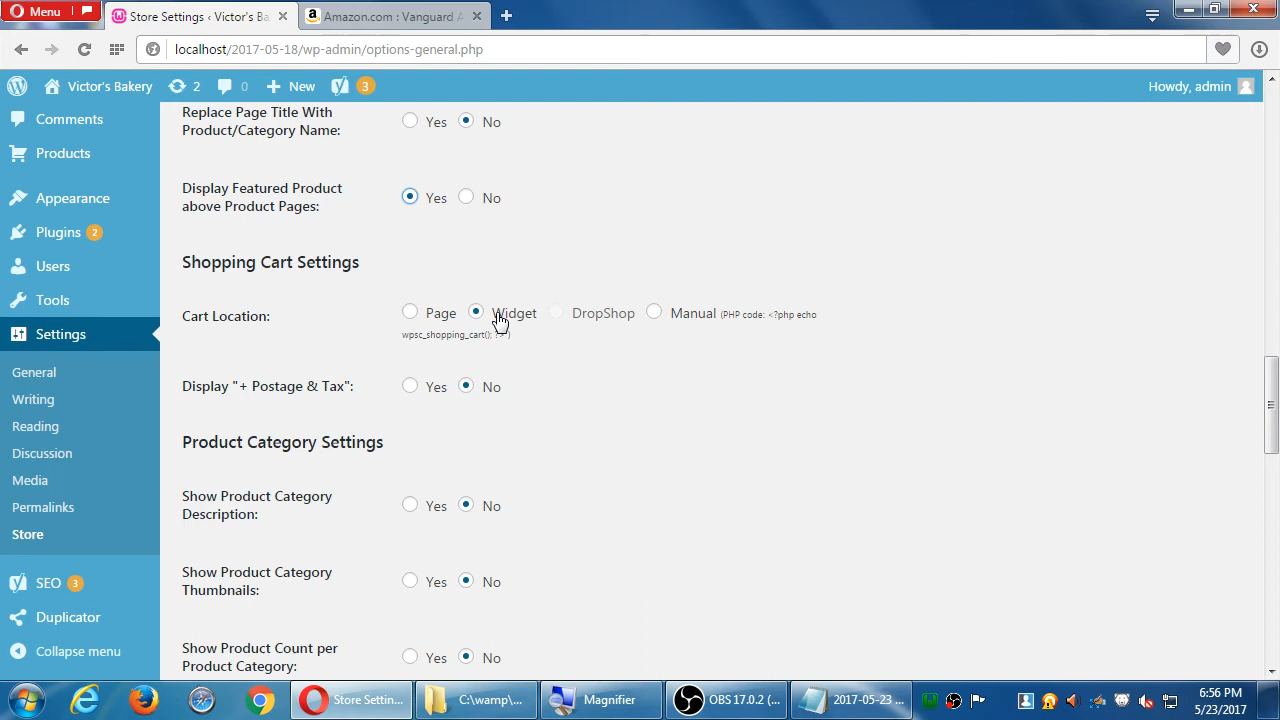 Menu
Store Settings ‹ Victor's Ba
Amazon.com : Vanguard A
localhost/2017-05-18/wp-admin/options-general.php
Victor's Bakery
2
0
New
3
Howdy, admin
Comments
Products
Appearance
Plugins 2
Users
Tools
Settings
General
Writing
Reading
Discussion
Media
Permalinks
Store
SEO 3
Duplicator
Collapse menu
Replace Page Title With
Product/Category Name:
Yes No
Display Featured Product
above Product Pages:
Yes No
Shopping Cart Settings
Cart Location:
Page Widget DropShop Manual (PHP code: <?php echo
wpsc_shopping_cart(); ?>)
Display "+ Postage & Tax":
Yes No
Product Category Settings
Show Product Category
Description:
Yes No
Show Product Category
Thumbnails:
Yes No
Show Product Count per
Product Category:
Yes No
Store Settin...
C:\wamp\...
Magnifier
OBS 17.0.2 (...
2017-05-23 ...
6:56 PM
5/23/2017